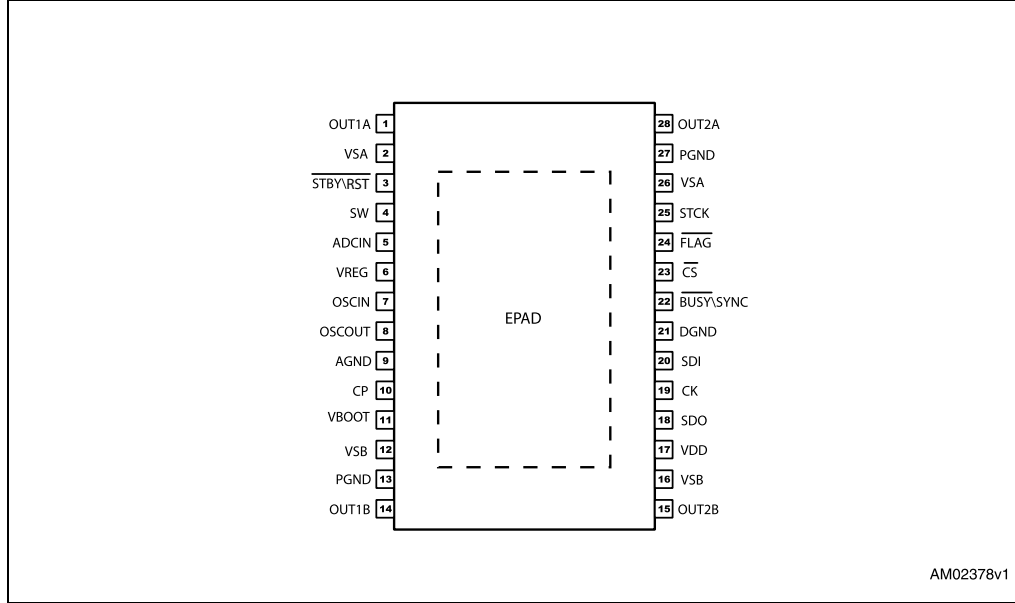 OUT1A 1
VSA 2
STBY\RST 3
SW 4
ADCIN 5
VREG 6
OSCIN 7
OSCOUT 8
AGND 9
CP 10
VBOOT 11
VSB 12
PGND 13
OUT1B 14
EPAD
28 OUT2A
27 PGND
26 VSA
25 STCK
24 FLAG
23 CS
22 BUSY\SYNC
21 DGND
20 SDI
19 CK
18 SDO
17 VDD
16 VSB
15 OUT2B
AM02378v1